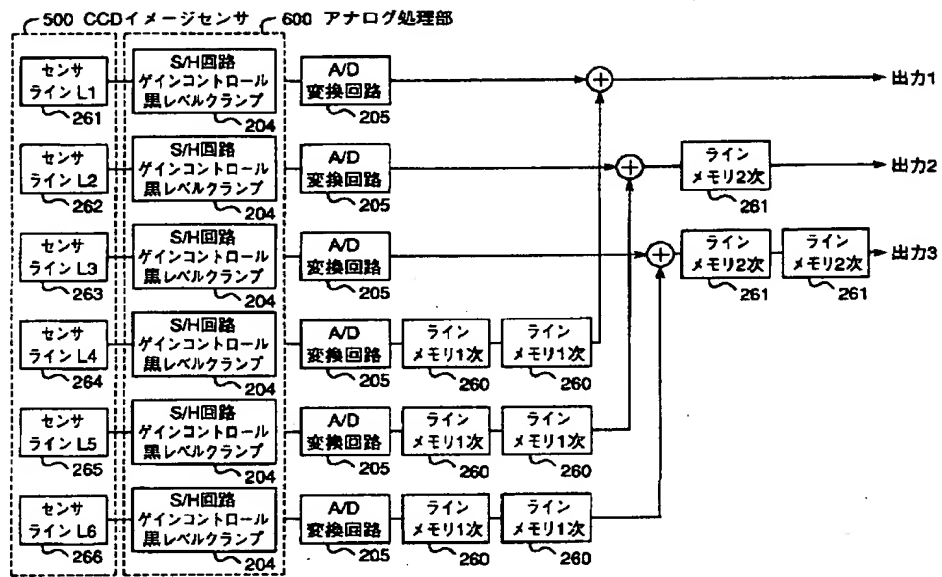 500 CCDイメージセンサ
600 アナログ処理部
センサ
ラインL1
261
S/H回路
ゲインコントロール
黒レベルクランプ
204
A/D
変換回路
205
出力1
センサ
ラインL2
262
S/H回路
ゲインコントロール
黒レベルクランプ
204
A/D
変換回路
205
ライン
メモリ2次
261
出力2
センサ
ラインL3
263
S/H回路
ゲインコントロール
黒レベルクランプ
204
A/D
変換回路
205
ライン
メモリ2次
261
ライン
メモリ2次
261
出力3
センサ
ラインL4
264
S/H回路
ゲインコントロール
黒レベルクランプ
204
A/D
変換回路
205
ライン
メモリ1次
260
ライン
メモリ1次
260
センサ
ラインL5
265
S/H回路
ゲインコントロール
黒レベルクランプ
204
A/D
変換回路
205
ライン
メモリ1次
260
ライン
メモリ1次
260
センサ
ラインL6
266
S/H回路
ゲインコントロール
黒レベルクランプ
204
A/D
変換回路
205
ライン
メモリ1次
260
ライン
メモリ1次
260